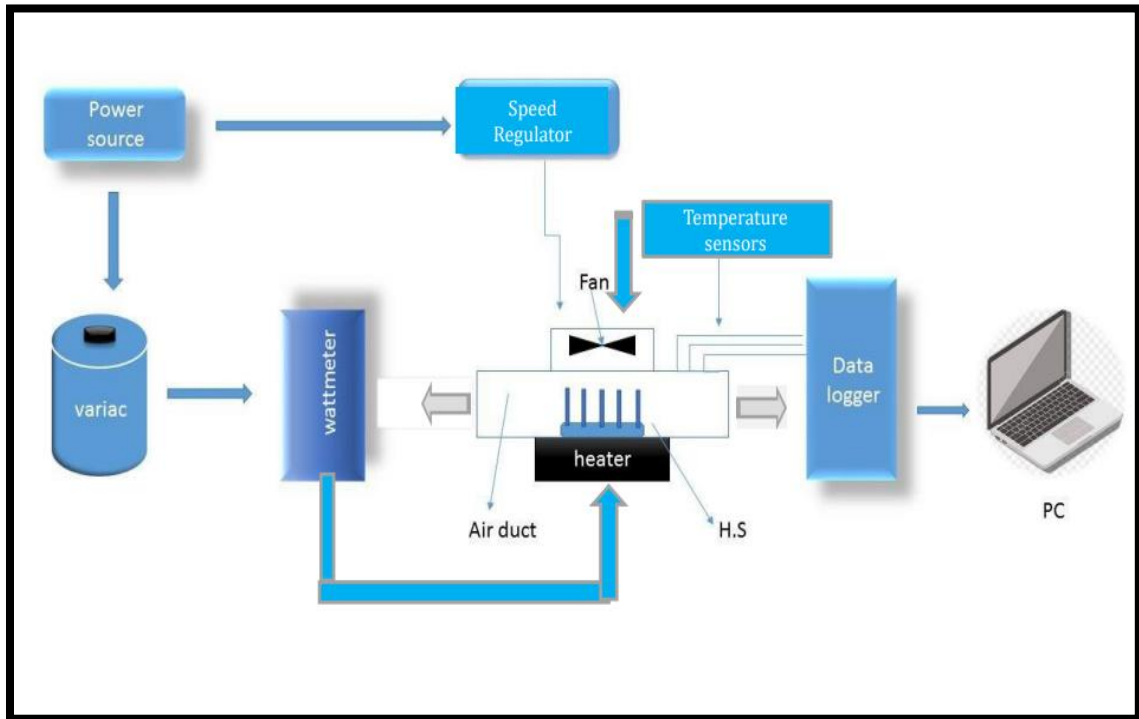 Power
source
Speed
Regulator
Temperature
sensors
Fan
variac
wattmeter
Data
logger
heater
Air duct
H.S
PC